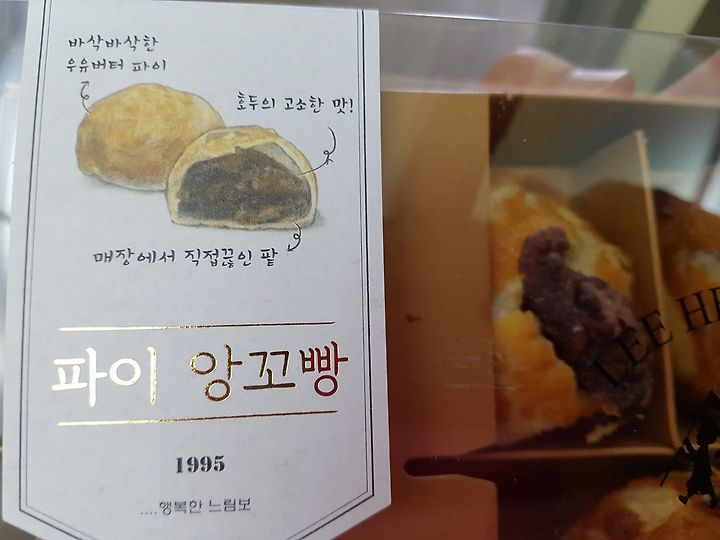 바삭바삭한
우유버터 파이
호두의 고소한 맛!
매장에서 직접끓인 팥
파이 앙꼬빵
1995
....행복한 느림보
LEE HE